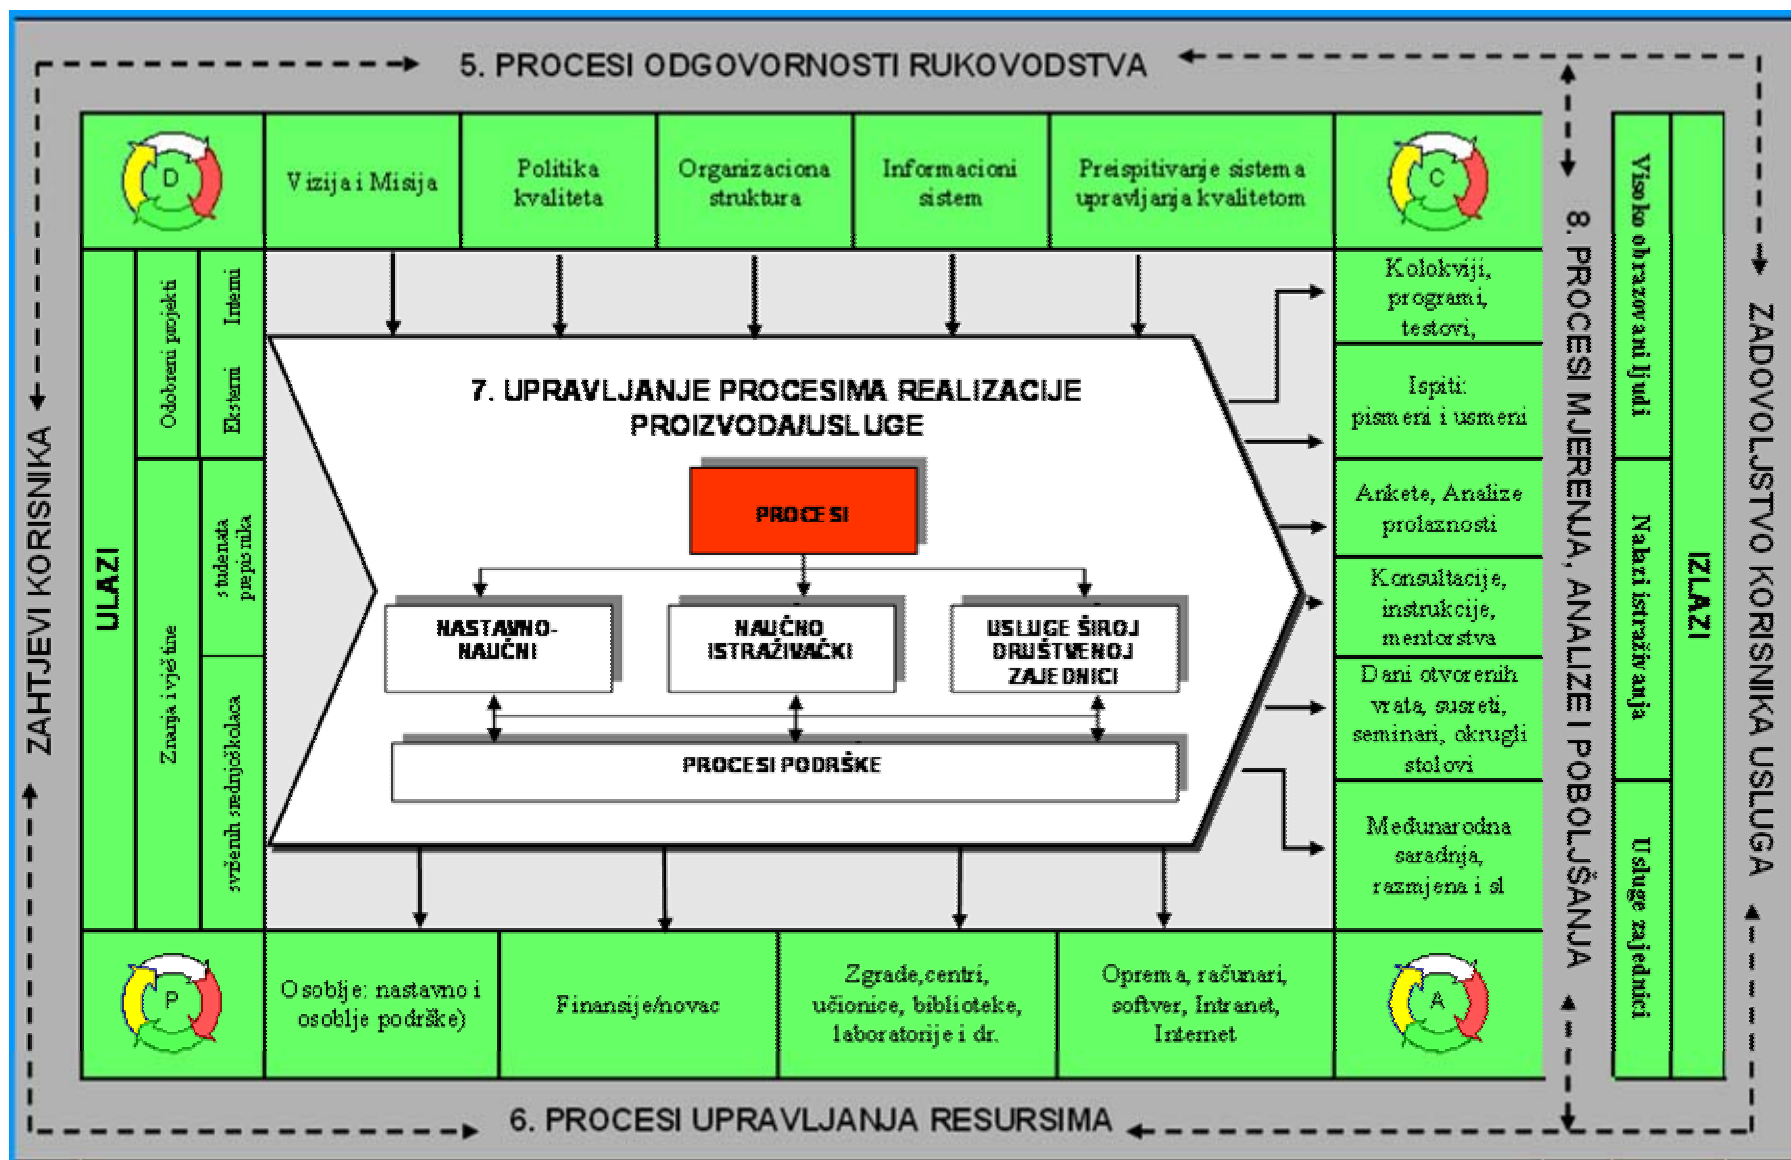 5. PROCESI ODGOVORNOSTI RUKOVODSTVA
D
Vizija i Misija
Politika
kvaliteta
Organizaciona
struktura
Informacioni
sistem
Preispitivanje sistema
upravljanja kvalitetom
C
ZAHTJEVI KORISNIKA
ULAZI
Odobreni projekti
Interni
Eksterni
Znanja i vještine
studenata
prepisnika
svršenih srednjoškolaca
7. UPRAVLJANJE PROCESIMA REALIZACIJE
PROIZVODA/USLUGE
PROCESI
NASTAVNO-
NAUČNI
NAUČNO
ISTRAŽIVAČKI
USLUGE ŠIROJ
DRUŠTVENOJ
ZAJEDNICI
PROCESI PODRŠKE
Kolokviji,
programi,
testovi,
Ispiti:
pismeni i usmeni
Ankete, Analize
prolaznosti
Konsultacije,
instrukcije,
mentorstva
Dani otvorenih
vrata, susreti,
seminari, okrugli
stolovi
Međunarodna
saradnja,
razmjena i sl
8. PROCESI MJERENJA, ANALIZE I POBOLJŠANJA
Visoko obrazovani ljudi
Nalazi istraživanja
Usluge zajednici
IZLAZI
ZADOVOLJSTVO KORISNIKA USLUGA
P
Osoblje: nastavno i
osoblje podrške)
Finansije/novac
Zgrade,centri,
učionice, biblioteke,
laboratorije i dr.
Oprema, računari,
softver, Intranet,
Internet
A
6. PROCESI UPRAVLJANJA RESURSIMA